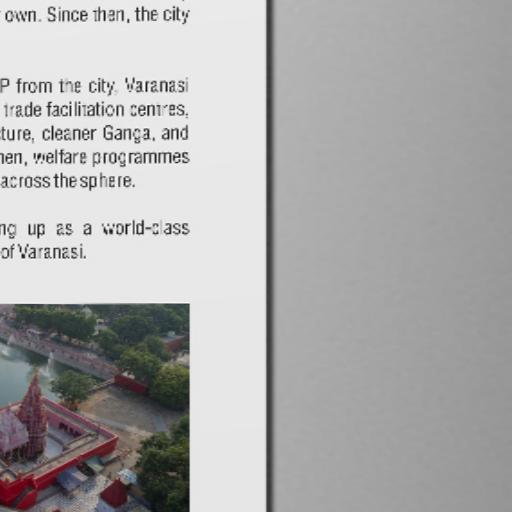 own. Since then, the city
P from the city, Varanasi
trade facilitation centres,
ture, cleaner Ganga, and
men, welfare programmes
across the sphere.
ng up as a world-class
of Varanasi.